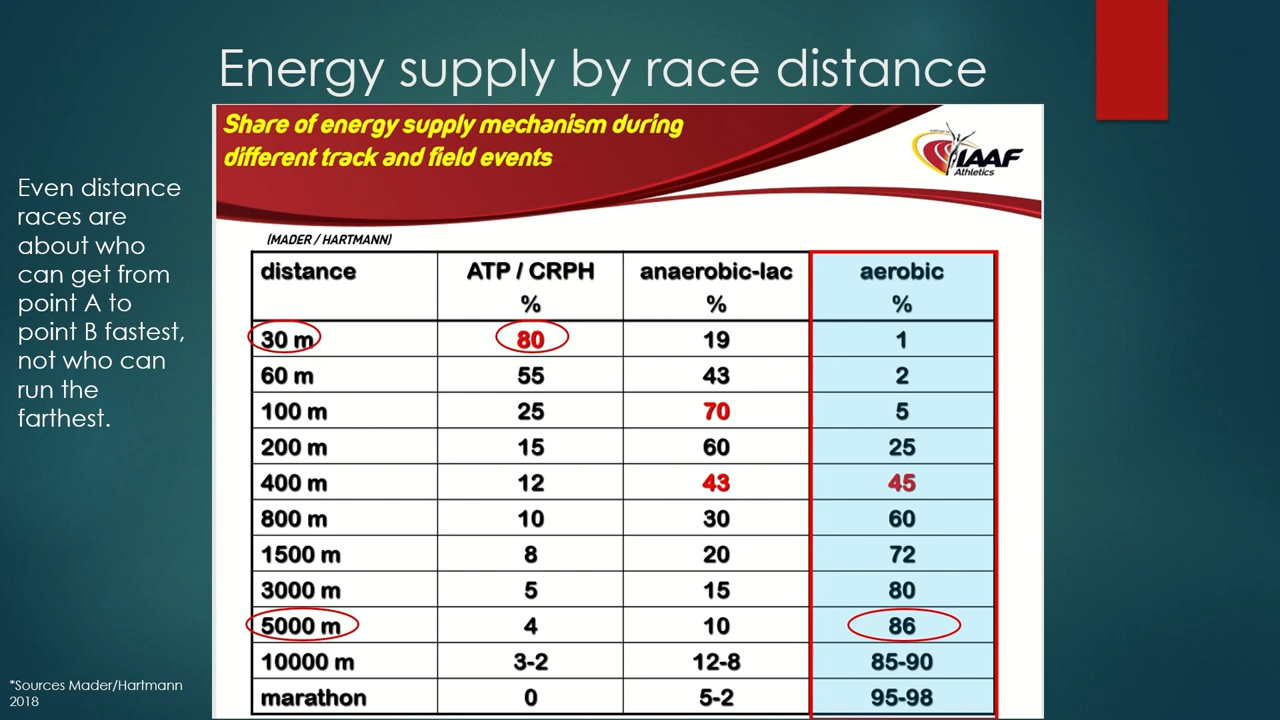 Energy supply by race distance
Share of energy supply mechanism during
different track and field events
IAAF
Athletics
Even distance
races are
about who
can get from
point A to
point B fastest,
not who can
run the
farthest.
(MADER / HARTMANN)
distance ATP / CRPH anaerobic-lac aerobic
% % %
30 m 80 19 1
60 m 55 43 2
100 m 25 70 5
200 m 15 60 25
400 m 12 43 45
800 m 10 30 60
1500 m 8 20 72
3000 m 5 15 80
5000 m 4 10 86
10000 m 3-2 12-8 85-90
marathon 0 5-2 95-98
*Sources Mader/Hartmann
2018